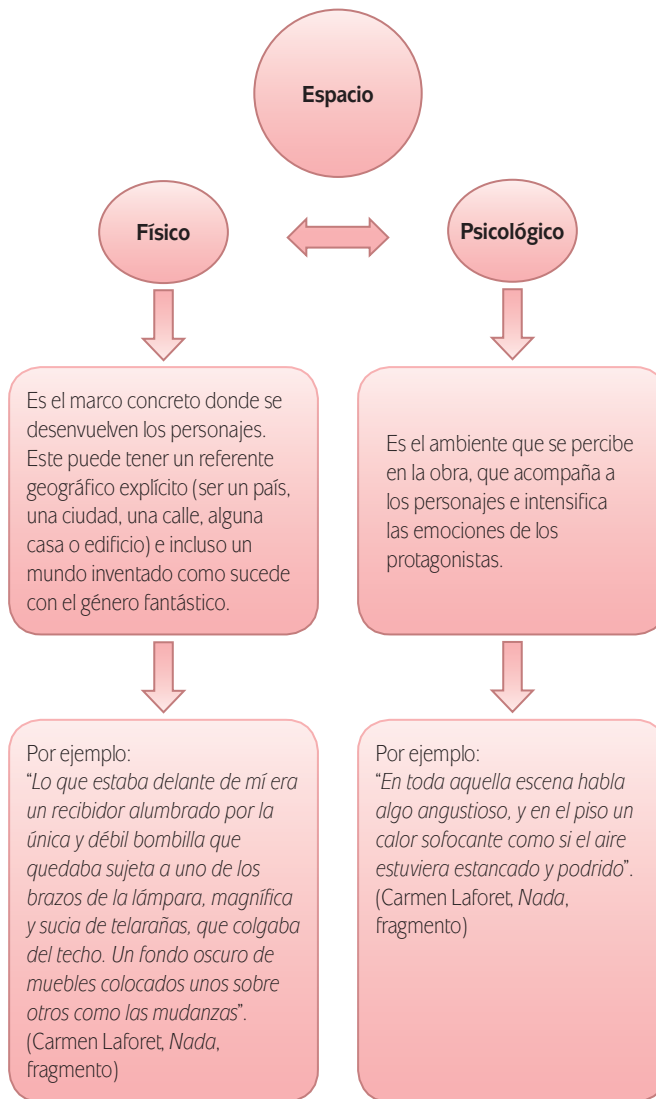 Espacio
Físico
Psicológico
Es el marco concreto donde se
desenvuelven los personajes.
Este puede tener un referente
geográfico explícito (ser un país,
una ciudad, una calle, alguna
casa o edificio) e incluso un
mundo inventado como sucede
con el género fantástico.
Es el ambiente que se percibe
en la obra, que acompaña a
los personajes e intensifica
las emociones de los
protagonistas.
Por ejemplo:
“Lo que estaba delante de mí era
un recibidor alumbrado por la
única y débil bombilla que
quedaba sujeta a uno de los
brazos de la lámpara, magnífica
y sucia de telarañas, que colgaba
del techo. Un fondo oscuro de
muebles colocados unos sobre
otros como las mudanzas”.
(Carmen Laforet, Nada,
fragmento)
Por ejemplo:
“En toda aquella escena habla
algo angustioso, y en el piso un
calor sofocante como si el aire
estuviera estancado y podrido”.
(Carmen Laforet, Nada,
fragmento)